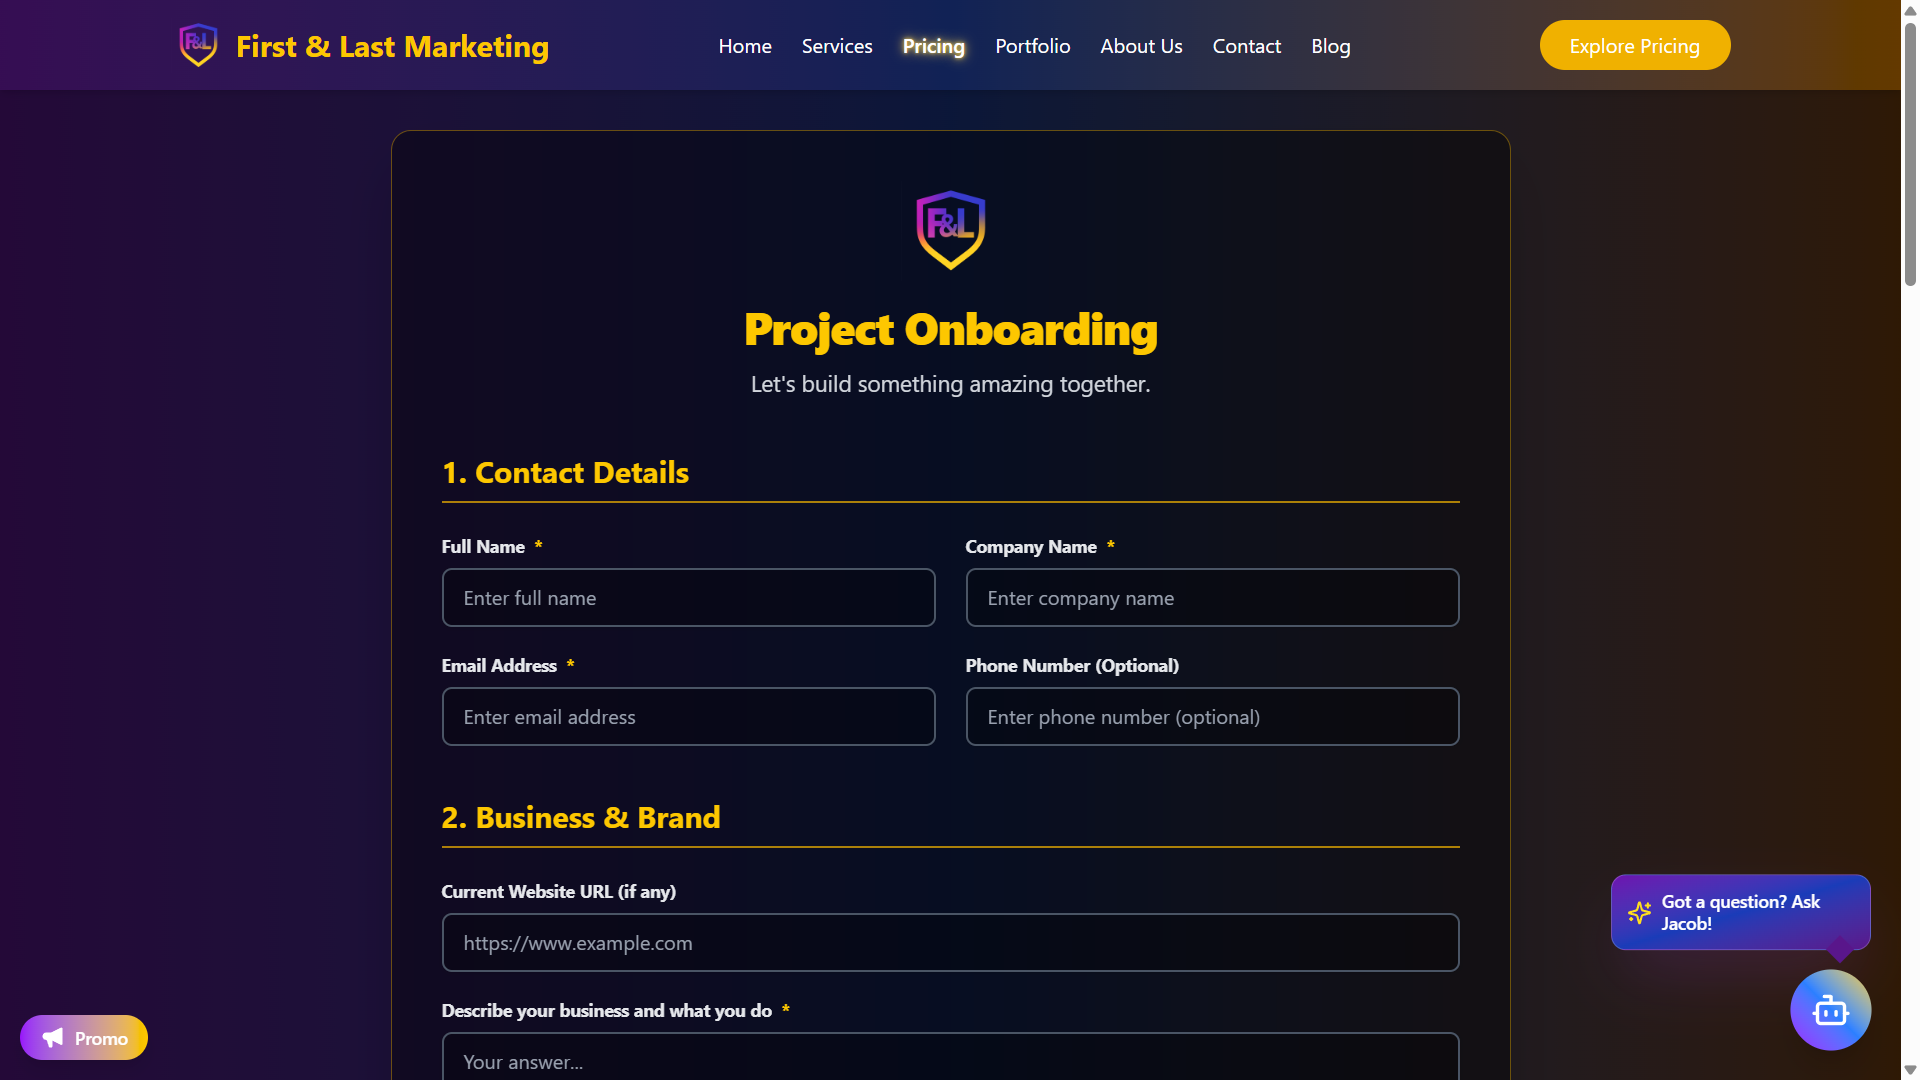 F&L
First & Last Marketing
Home
Services
Pricing
Portfolio
About Us
Contact
Blog
Explore Pricing
F&L
Project Onboarding
Let's build something amazing together.
1. Contact Details
Full Name *
Company Name *
Enter full name
Enter company name
Email Address *
Phone Number (Optional)
Enter email address
Enter phone number (optional)
2. Business & Brand
Current Website URL (if any)
https://www.example.com
Describe your business and what you do *
Your answer...
Got a question? Ask
Jacob!
Promo